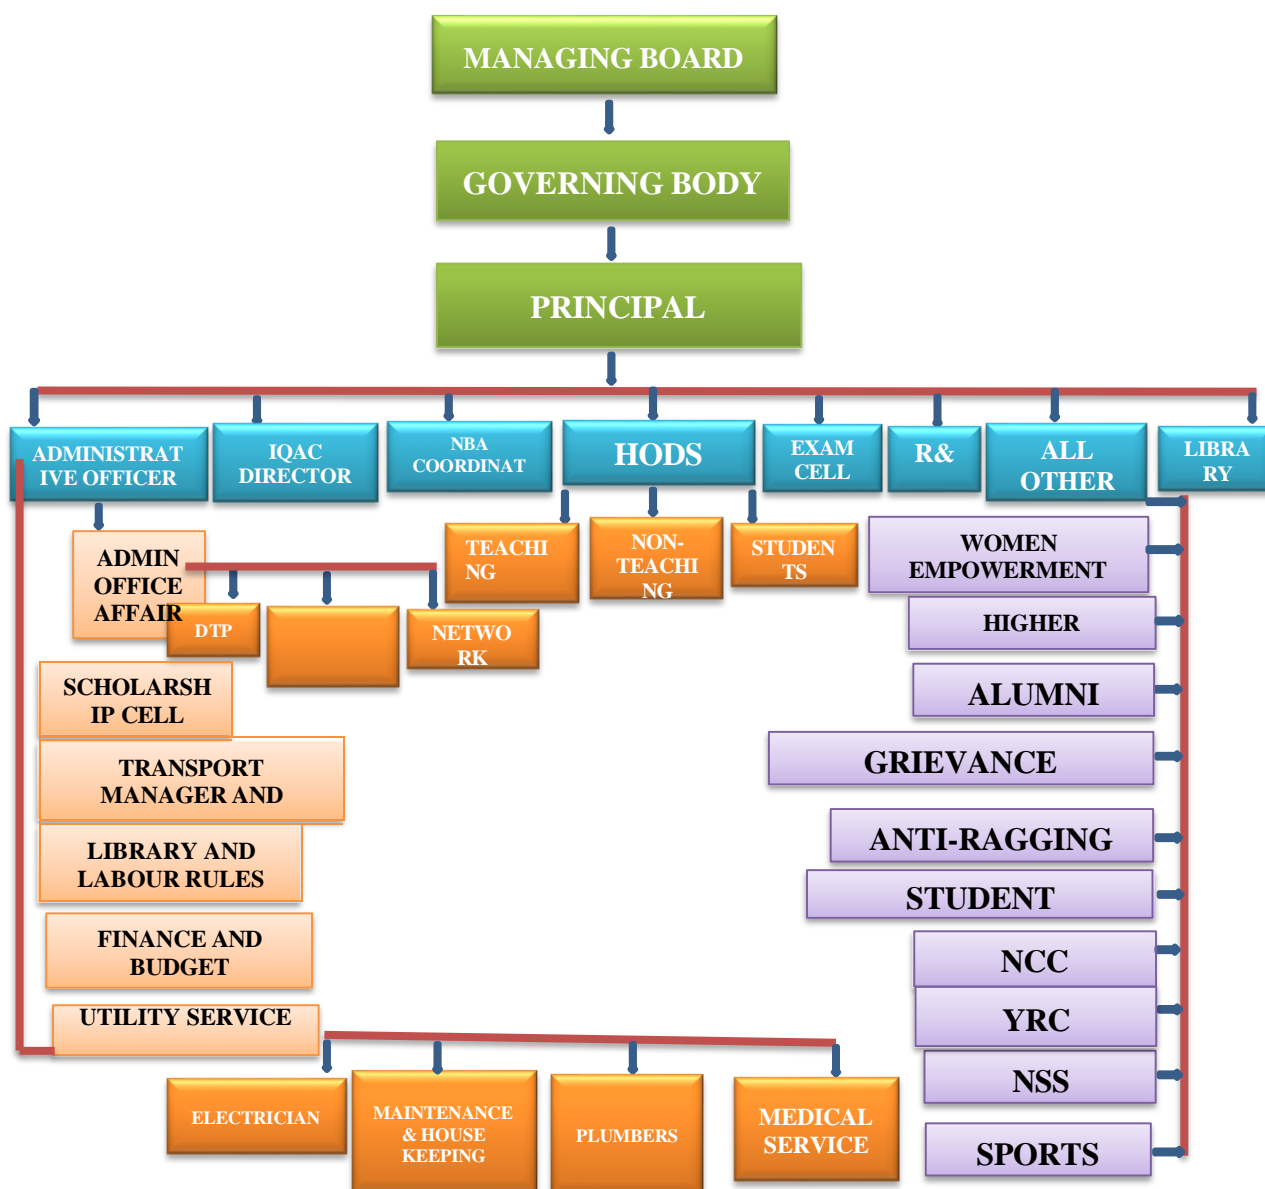 MANAGING BOARD
GOVERNING BODY
PRINCIPAL
ADMINISTRAT
IVE OFFICER
IQAC
DIRECTOR
NBA
COORDINAT
HODS
EXAM
CELL
R&
ALL
OTHER
LIBRA
RY
ADMIN
OFFICE
AFFAIR
DTP
NETWO
RK
TEACHI
NG
NON-
TEACHI
NG
STUDEN
TS
SCHOLARSH
IP CELL
TRANSPORT
MANAGER AND
LIBRARY AND
LABOUR RULES
FINANCE AND
BUDGET
UTILITY SERVICE
ELECTRICIAN
MAINTENANCE
& HOUSE
KEEPING
PLUMBERS
MEDICAL
SERVICE
WOMEN
EMPOWERMENT
HIGHER
ALUMNI
GRIEVANCE
ANTI-RAGGING
STUDENT
NCC
YRC
NSS
SPORTS